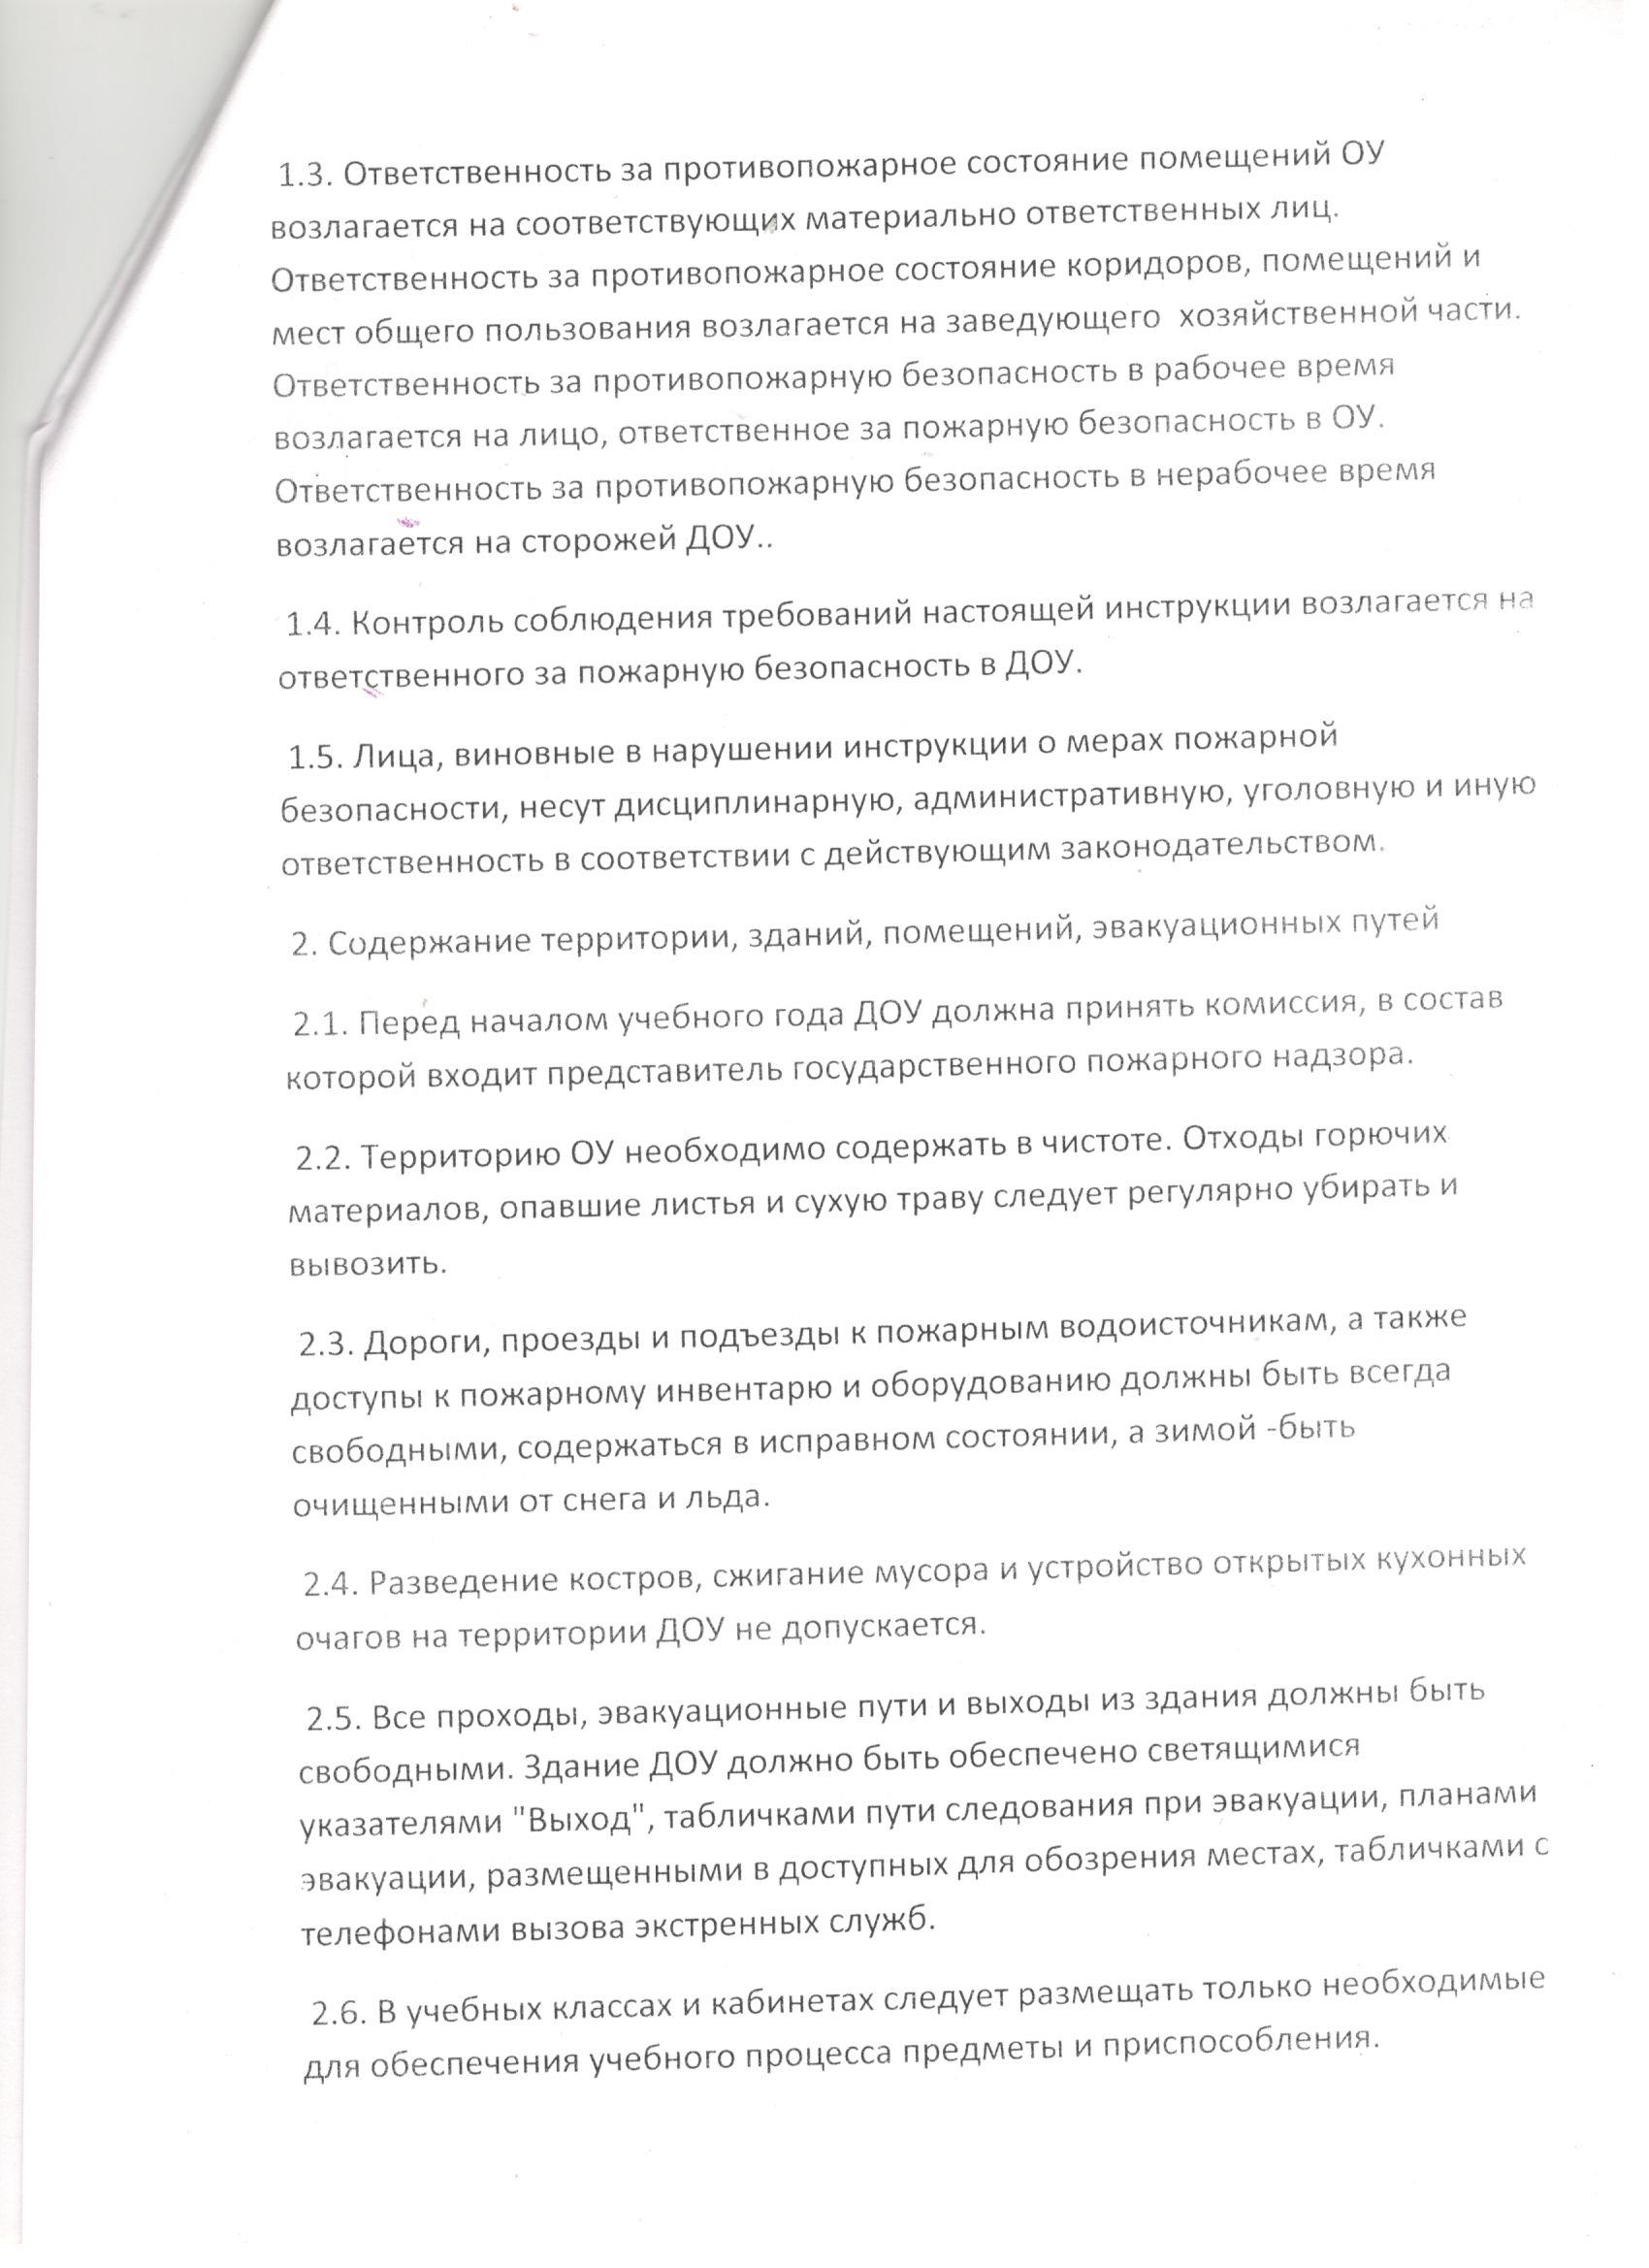 1.3. Ответственность за противопожарное состояние помещений ОУ
возлагается на соответствующих материально ответственных лиц.
Ответственность за противопожарное состояние коридоров, помещений и
мест общего пользования возлагается на заведующего  хозяйственной части.
Ответственность за противопожарную безопасность в рабочее время
возлагается на лицо, ответственное за пожарную безопасность в ОУ.
Ответственность за противопожарную безопасность в нерабочее время
возлагается на сторожей ДОУ..
1.4. Контроль соблюдения требований настоящей инструкции возлагается на
ответственного за пожарную безопасность в ДОУ.
1.5. Лица, виновные в нарушении инструкции о мерах пожарной
безопасности, несут дисциплинарную, административную, уголовную и иную
ответственность в соответствии с действующим законодательством.
2. Содержание территории, зданий, помещений, эвакуационных путей
2.1. Перед началом учебного года ДОУ должна принять комиссия, в состав
которой входит представитель государственного пожарного надзора.
2.2. Территорию ОУ необходимо содержать в чистоте. Отходы горючих
материалов, опавшие листья и сухую траву следует регулярно убирать и
вывозить.
2.3. Дороги, проезды и подъезды к пожарным водоисточникам, а также
доступы к пожарному инвентарю и оборудованию должны быть всегда
свободными, содержаться в исправном состоянии, а зимой -быть
очищенными от снега и льда.
2.4. Разведение костров, сжигание мусора и устройство открытых кухонных
очагов на территории ДОУ не допускается.
2.5. Все проходы, эвакуационные пути и выходы из здания должны быть
свободными. Здание ДОУ должно быть обеспечено светящимися
указателями "Выход", табличками пути следования при эвакуации, планами
эвакуации, размещенными в доступных для обозрения местах, табличками с
телефонами вызова экстренных служб.
2.6. В учебных классах и кабинетах следует размещать только необходимые
для обеспечения учебного процесса предметы и приспособления.